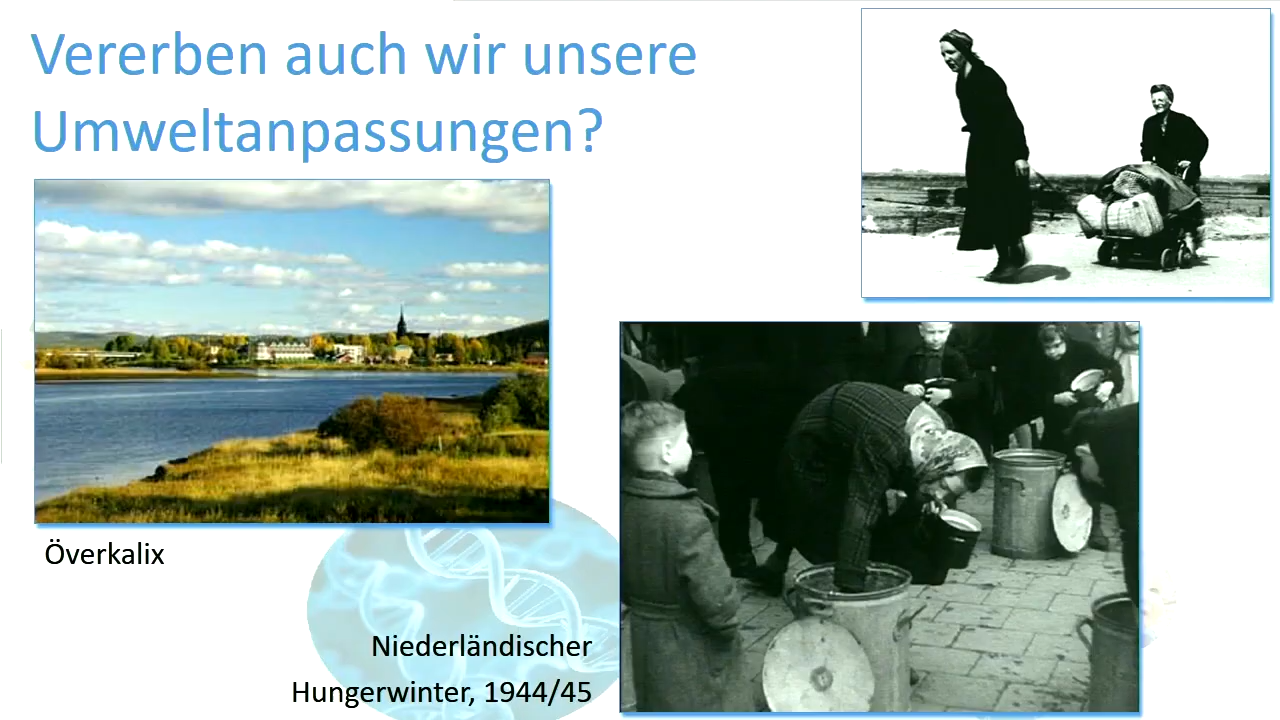 Vererben auch wir unsere
Umweltanpassungen?
Överkalix
Niederländischer
Hungerwinter, 1944/45